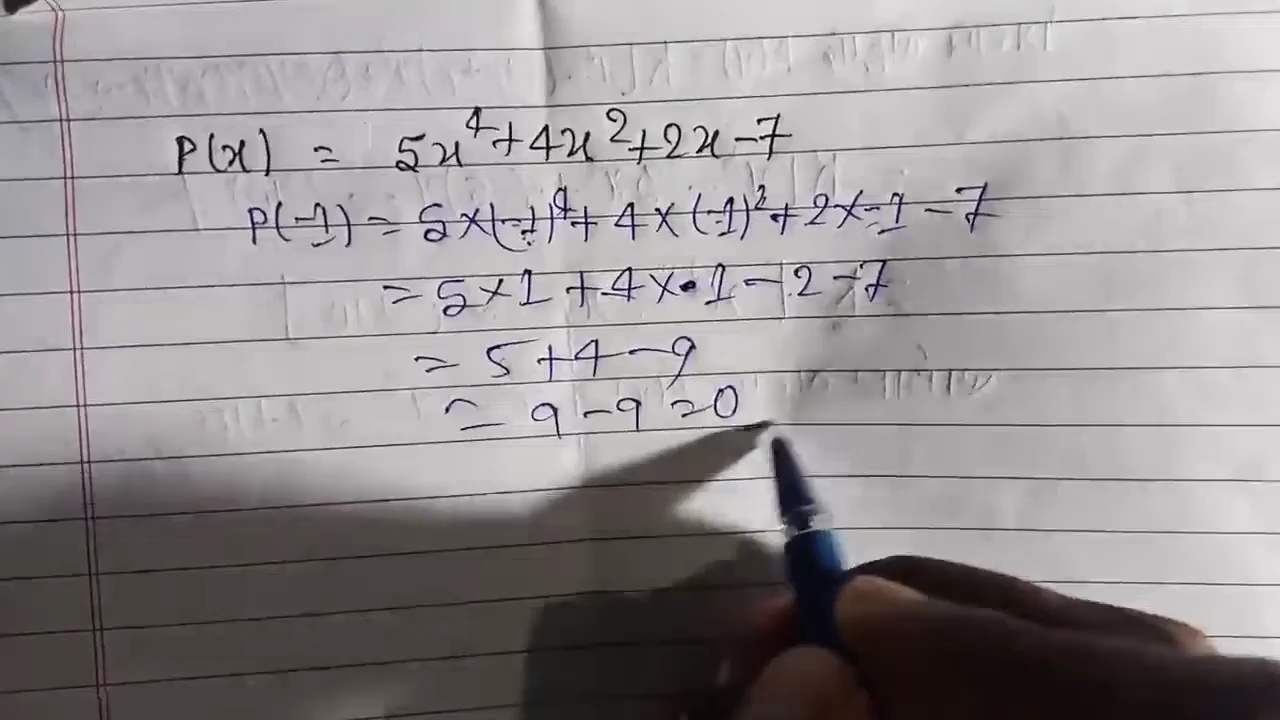 P(x) = 5x⁴+4x²+2x-7
P(-1) = 5×(-1)⁴+ 4×(-1)²+2×-1-7
= 5×1+4×·1-2-7
= 5+4-9
= 9-9=0